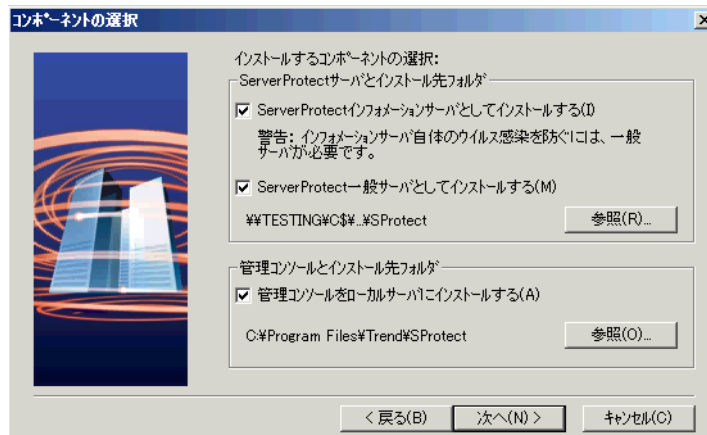 コンポーネントの選択
インストールするコンポーネントの選択:
ServerProtectサーバとインストール先フォルダ
ServerProtectインフォメーションサーバとしてインストールする(I)
警告: インフォメーションサーバ自体のウイルス感染を防ぐには、一般
サーバが必要です。
ServerProtect一般サーバとしてインストールする(M)
¥¥TESTING¥C$¥...¥SProtect
参照(R)...
管理コンソールとインストール先フォルダ
管理コンソールをローカルサーバにインストールする(A)
C:¥Program Files¥Trend¥SProtect
参照(O)...
< 戻る(B)
次へ(N) >
キャンセル(C)